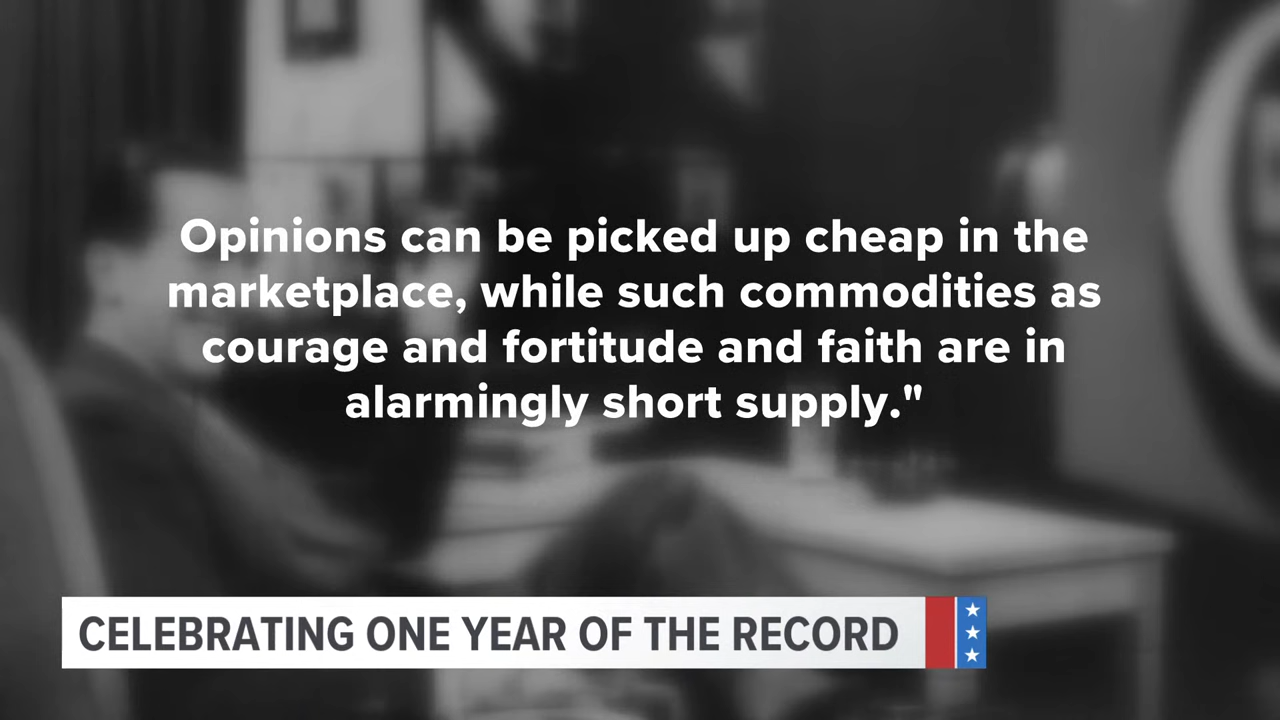 Opinions can be picked up cheap in the
marketplace, while such commodities as
courage and fortitude and faith are in
alarmingly short supply."
CELEBRATING ONE YEAR OF THE RECORD